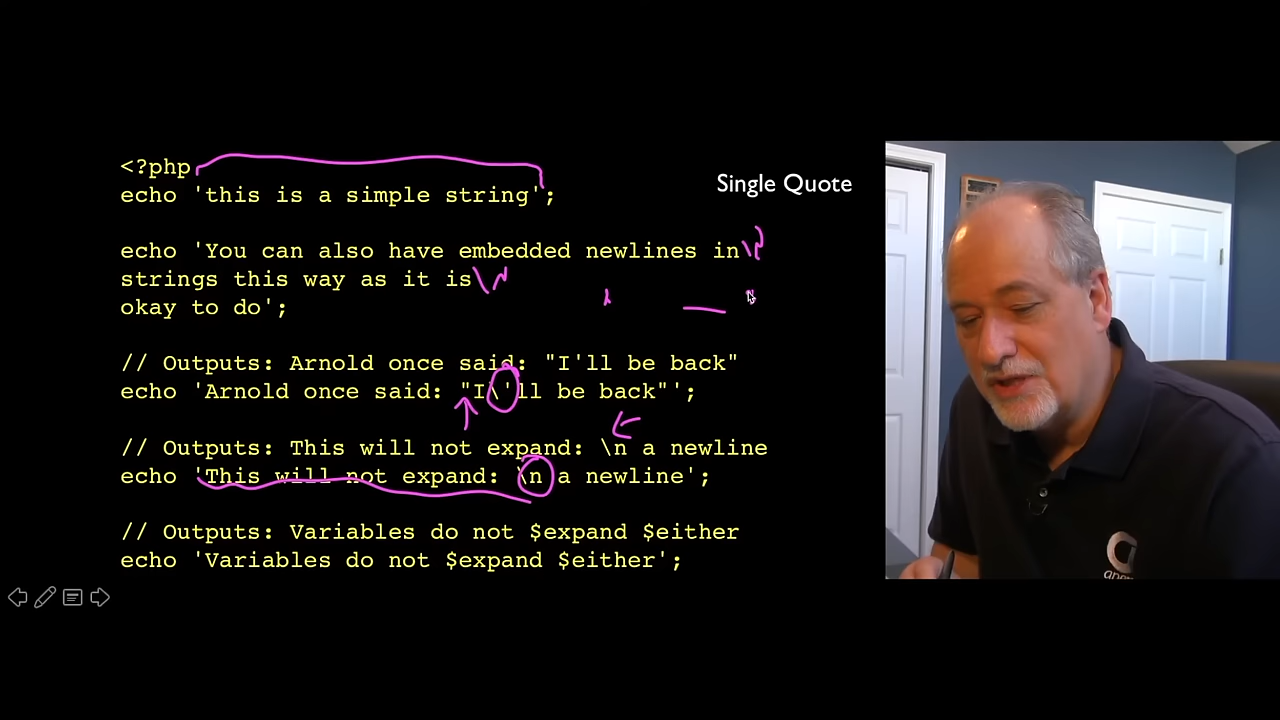 <?php
Single Quote
echo 'this is a simple string';
echo 'You can also have embedded newlines in\n
strings this way as it is\n
okay to do';
// Outputs: Arnold once said: "I'll be back"
echo 'Arnold once said: "I\'ll be back"';
// Outputs: This will not expand: \n a newline
echo 'This will not expand: \n a newline';
// Outputs: Variables do not $expand $either
echo 'Variables do not $expand $either';